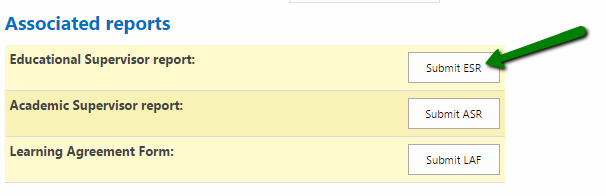 Associated reports
Educational Supervisor report: Submit ESR
Academic Supervisor report: Submit ASR
Learning Agreement Form: Submit LAF